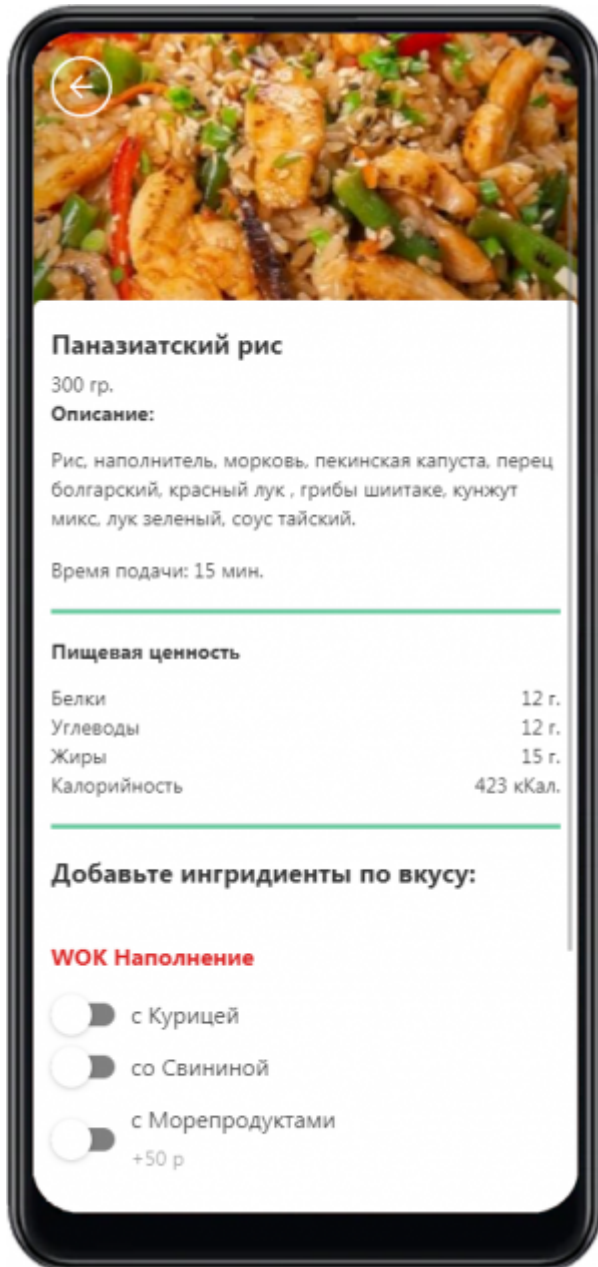 Паназиатский рис
300 гр.
Описание:
Рис, наполнитель, морковь, пекинская капуста, перец
болгарский, красный лук , грибы шиитаке, кунжут
микс, лук зеленый, соус тайский.
Время подачи: 15 мин.
Пищевая ценность
Белки 12 г.
Углеводы 12 г.
Жиры 15 г.
Калорийность 423 кКал.
Добавьте ингридиенты по вкусу:
WOK Наполнение
с Курицей
со Свининой
с Морепродуктами
+50 р